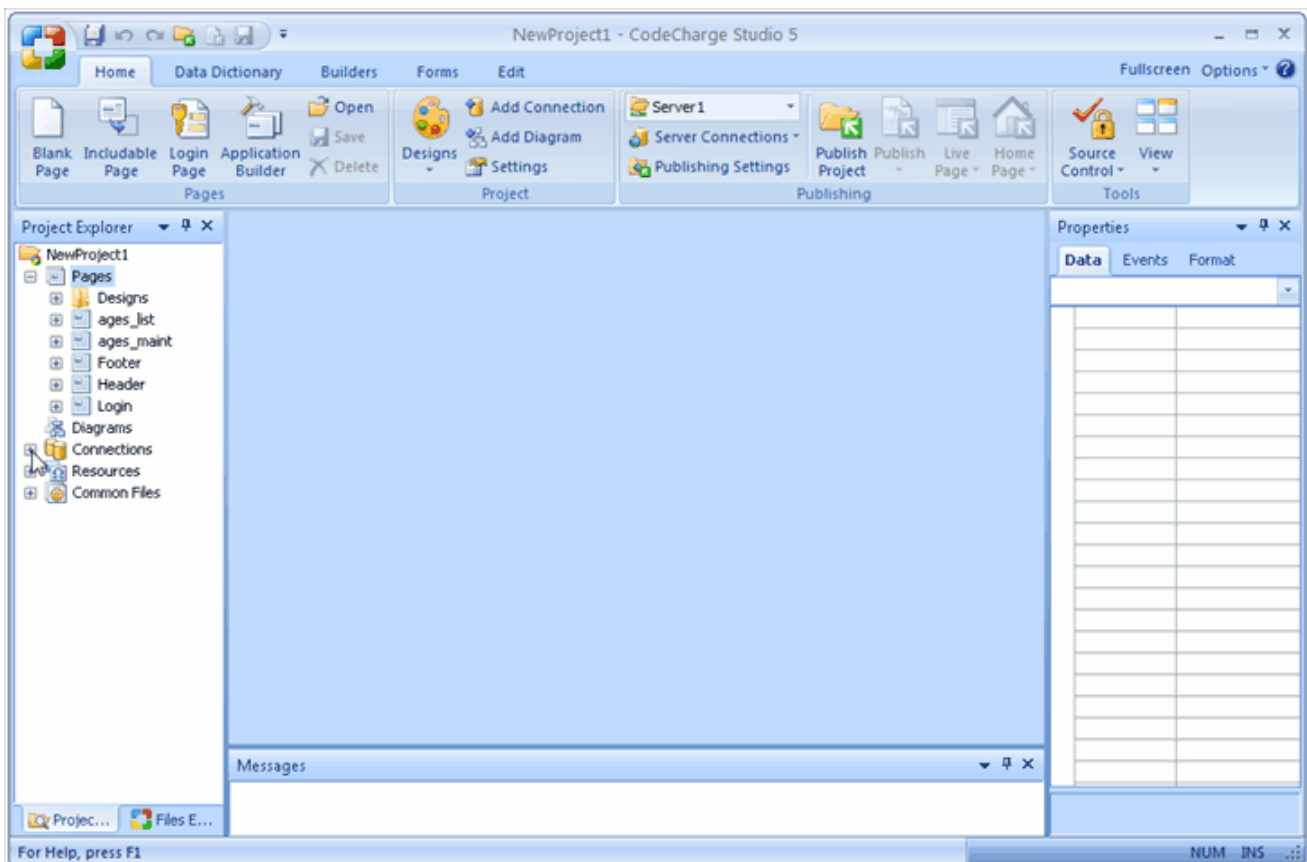 NewProject1 - CodeCharge Studio 5
Home Data Dictionary Builders Forms Edit Fullscreen Options
Blank Page
Includable Page
Login Page
Application Builder
Open
Save
Delete
Pages
Designs
Add Connection
Add Diagram
Settings
Project
Server1
Server Connections
Publishing Settings
Publish Project
Publish
Live Page
Home Page
Publishing
Source Control
View
Tools
Project Explorer
NewProject1
Pages
Designs
ages_list
ages_maint
Footer
Header
Login
Diagrams
Connections
Resources
Common Files
Projec...
Files E...
Messages
Properties
Data Events Format
For Help, press F1
NUM INS